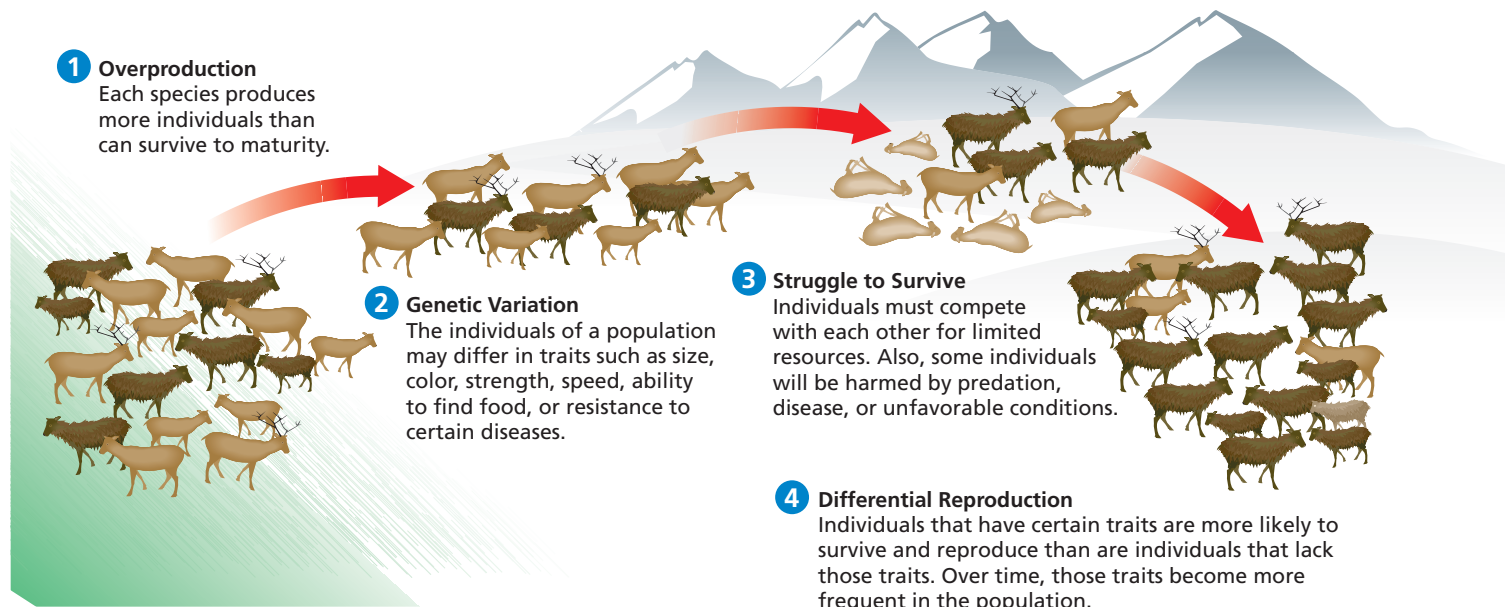 1 Overproduction
Each species produces
more individuals than
can survive to maturity.
2 Genetic Variation
The individuals of a population
may differ in traits such as size,
color, strength, speed, ability
to find food, or resistance to
certain diseases.
3 Struggle to Survive
Individuals must compete
with each other for limited
resources. Also, some individuals
will be harmed by predation,
disease, or unfavorable conditions.
4 Differential Reproduction
Individuals that have certain traits are more likely to
survive and reproduce than are individuals that lack
those traits. Over time, those traits become more
frequent in the population.